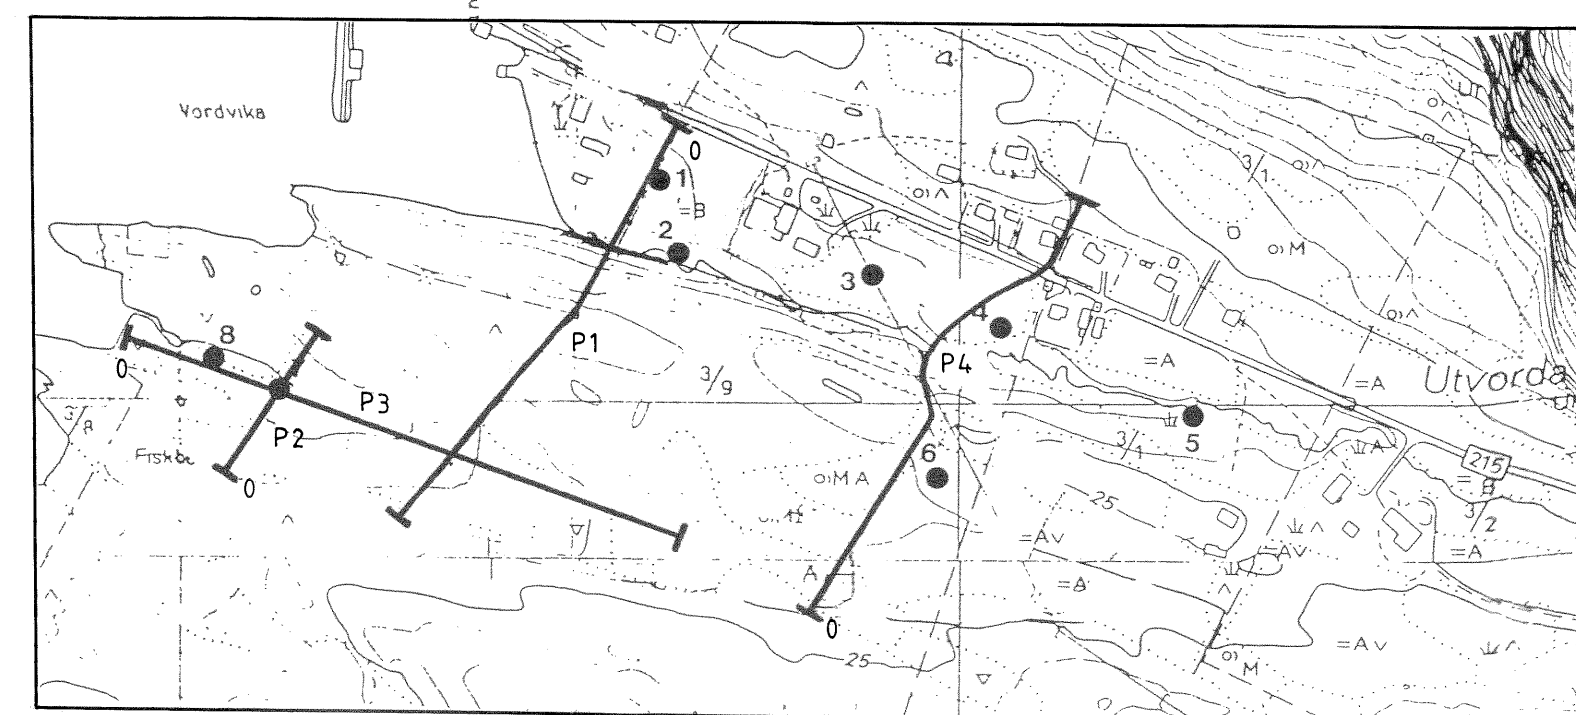 Vordvika
0
1
=B
2
3
4
3/1
o)Λ
o)Λ
o)M
o)Λ
8
0
P1
P4
P3
P2
0
3/9
=A
=A
Utvorda
3/8
6
5
3/1
215
=B
3/2
o)MA
25
=AV
=AV
=A
=A
A
A
0
25
o)M
=AV